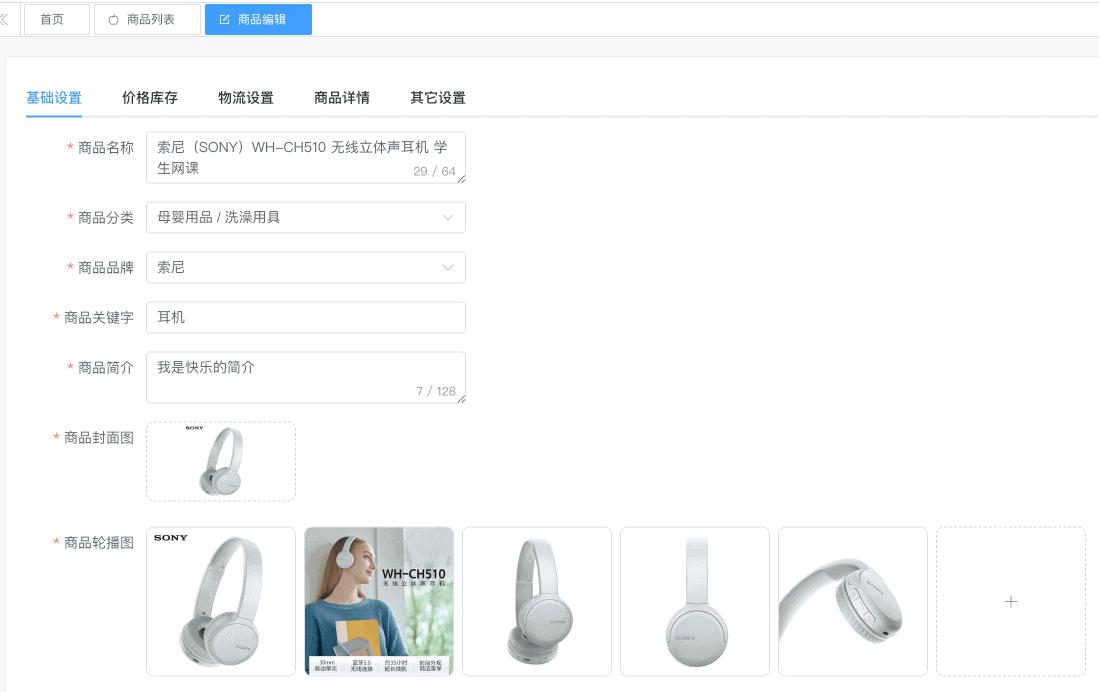 首页
商品列表
商品编辑
基础设置
价格库存
物流设置
商品详情
其它设置
* 商品名称
索尼（SONY）WH-CH510 无线立体声耳机 学
生网课
29 / 64
* 商品分类
母婴用品 / 洗澡用具
* 商品品牌
索尼
* 商品关键字
耳机
* 商品简介
我是快乐的简介
7 / 128
* 商品封面图
SONY
* 商品轮播图
SONY
SONY
WH-CH510
无线立体声耳机
30mm
驱动单元
蓝牙5.0
无线连接
约35小时
超长续航
时尚外观
简洁美学
SONY
SONY
SONY